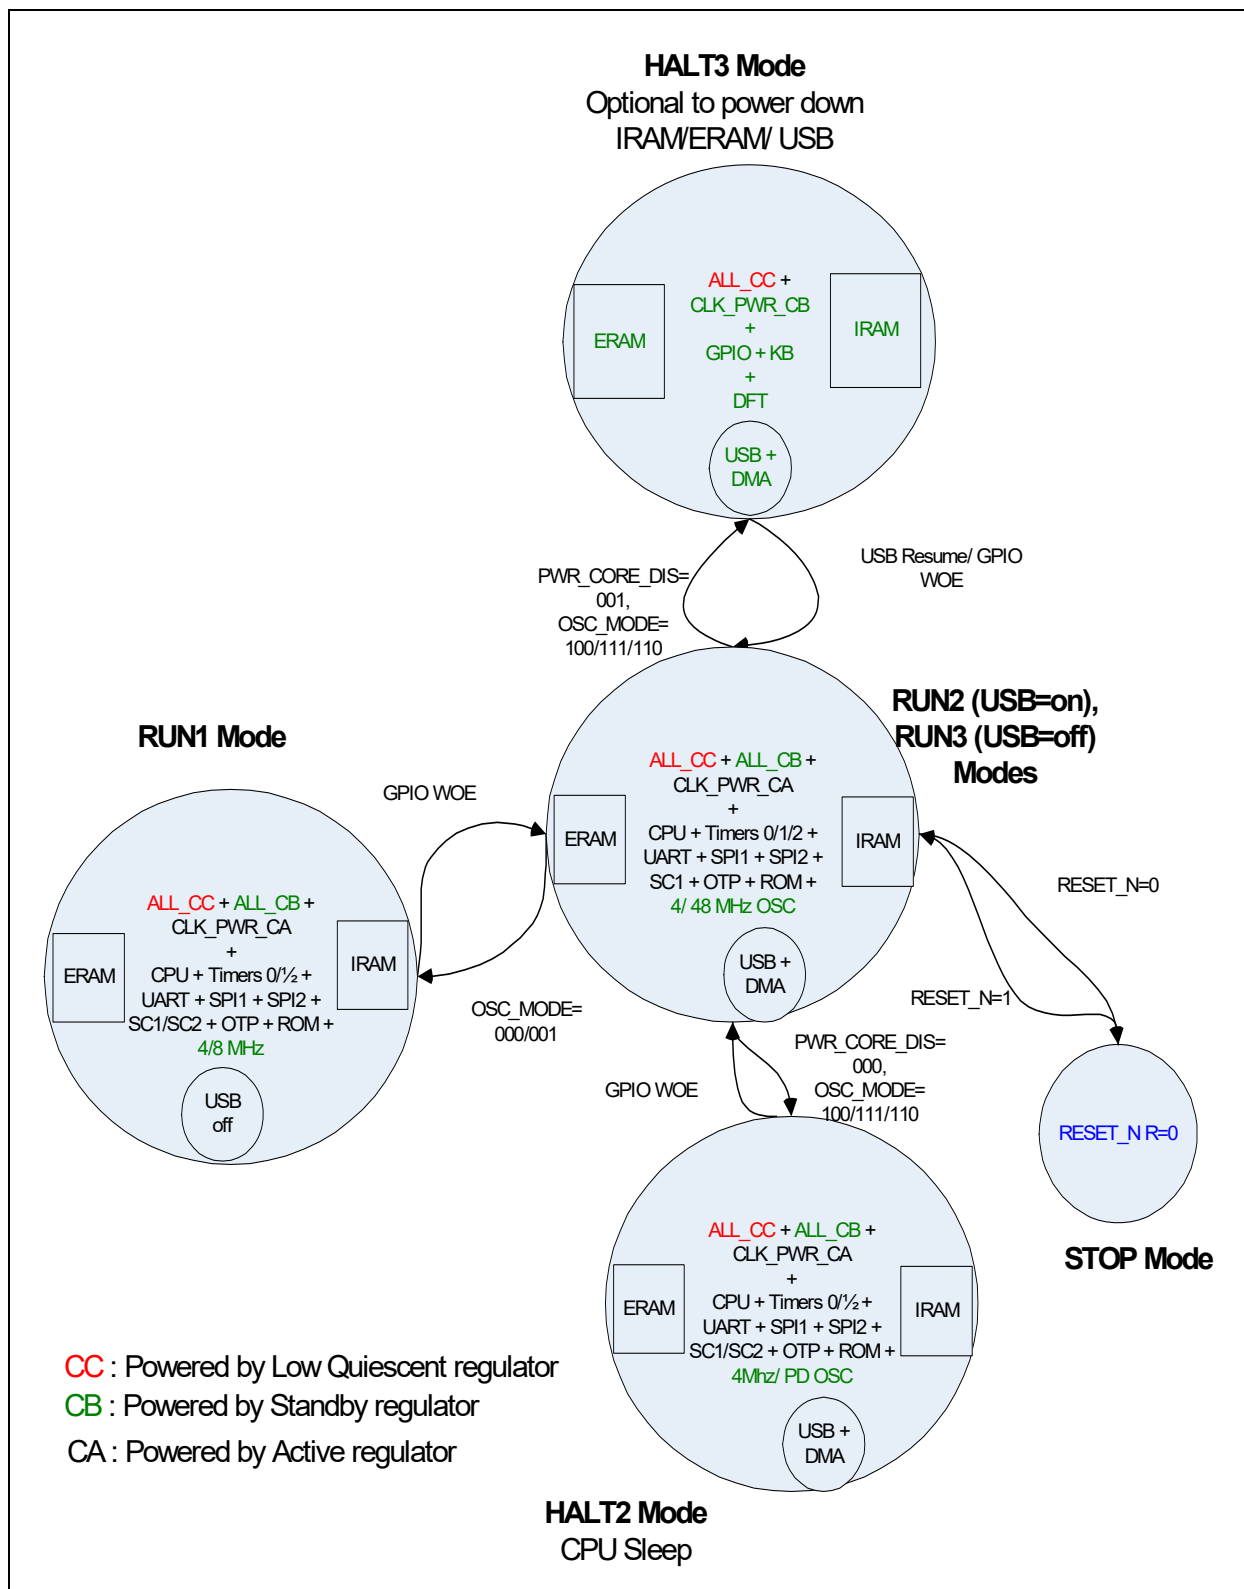 HALT3 Mode
Optional to power down
IRAM/ERAM/ USB
ALL_CC +
CLK_PWR_CB
+
GPIO + KB
+
DFT
ERAM
IRAM
USB +
DMA
PWR_CORE_DIS=
001,
OSC_MODE=
100/111/110
USB Resume/ GPIO
WOE
RUN2 (USB=on),
RUN3 (USB=off)
Modes
RUN1 Mode
GPIO WOE
ALL_CC + ALL_CB +
CLK_PWR_CA
+
CPU + Timers 0/1/2 +
UART + SPI1 + SPI2 +
SC1 + OTP + ROM +
4/ 48 MHz OSC
ERAM
IRAM
USB +
DMA
ALL_CC + ALL_CB +
CLK_PWR_CA
+
CPU + Timers 0/½ +
UART + SPI1 + SPI2 +
SC1/SC2 + OTP + ROM +
4/8 MHz
ERAM
IRAM
USB
off
OSC_MODE=
000/001
RESET_N=0
RESET_N=1
PWR_CORE_DIS=
000,
OSC_MODE=
100/111/110
GPIO WOE
RESET_N R=0
STOP Mode
ALL_CC + ALL_CB +
CLK_PWR_CA
+
CPU + Timers 0/½ +
UART + SPI1 + SPI2 +
SC1/SC2 + OTP + ROM +
4Mhz/ PD OSC
ERAM
IRAM
USB +
DMA
CC : Powered by Low Quiescent regulator
CB : Powered by Standby regulator
CA : Powered by Active regulator
HALT2 Mode
CPU Sleep